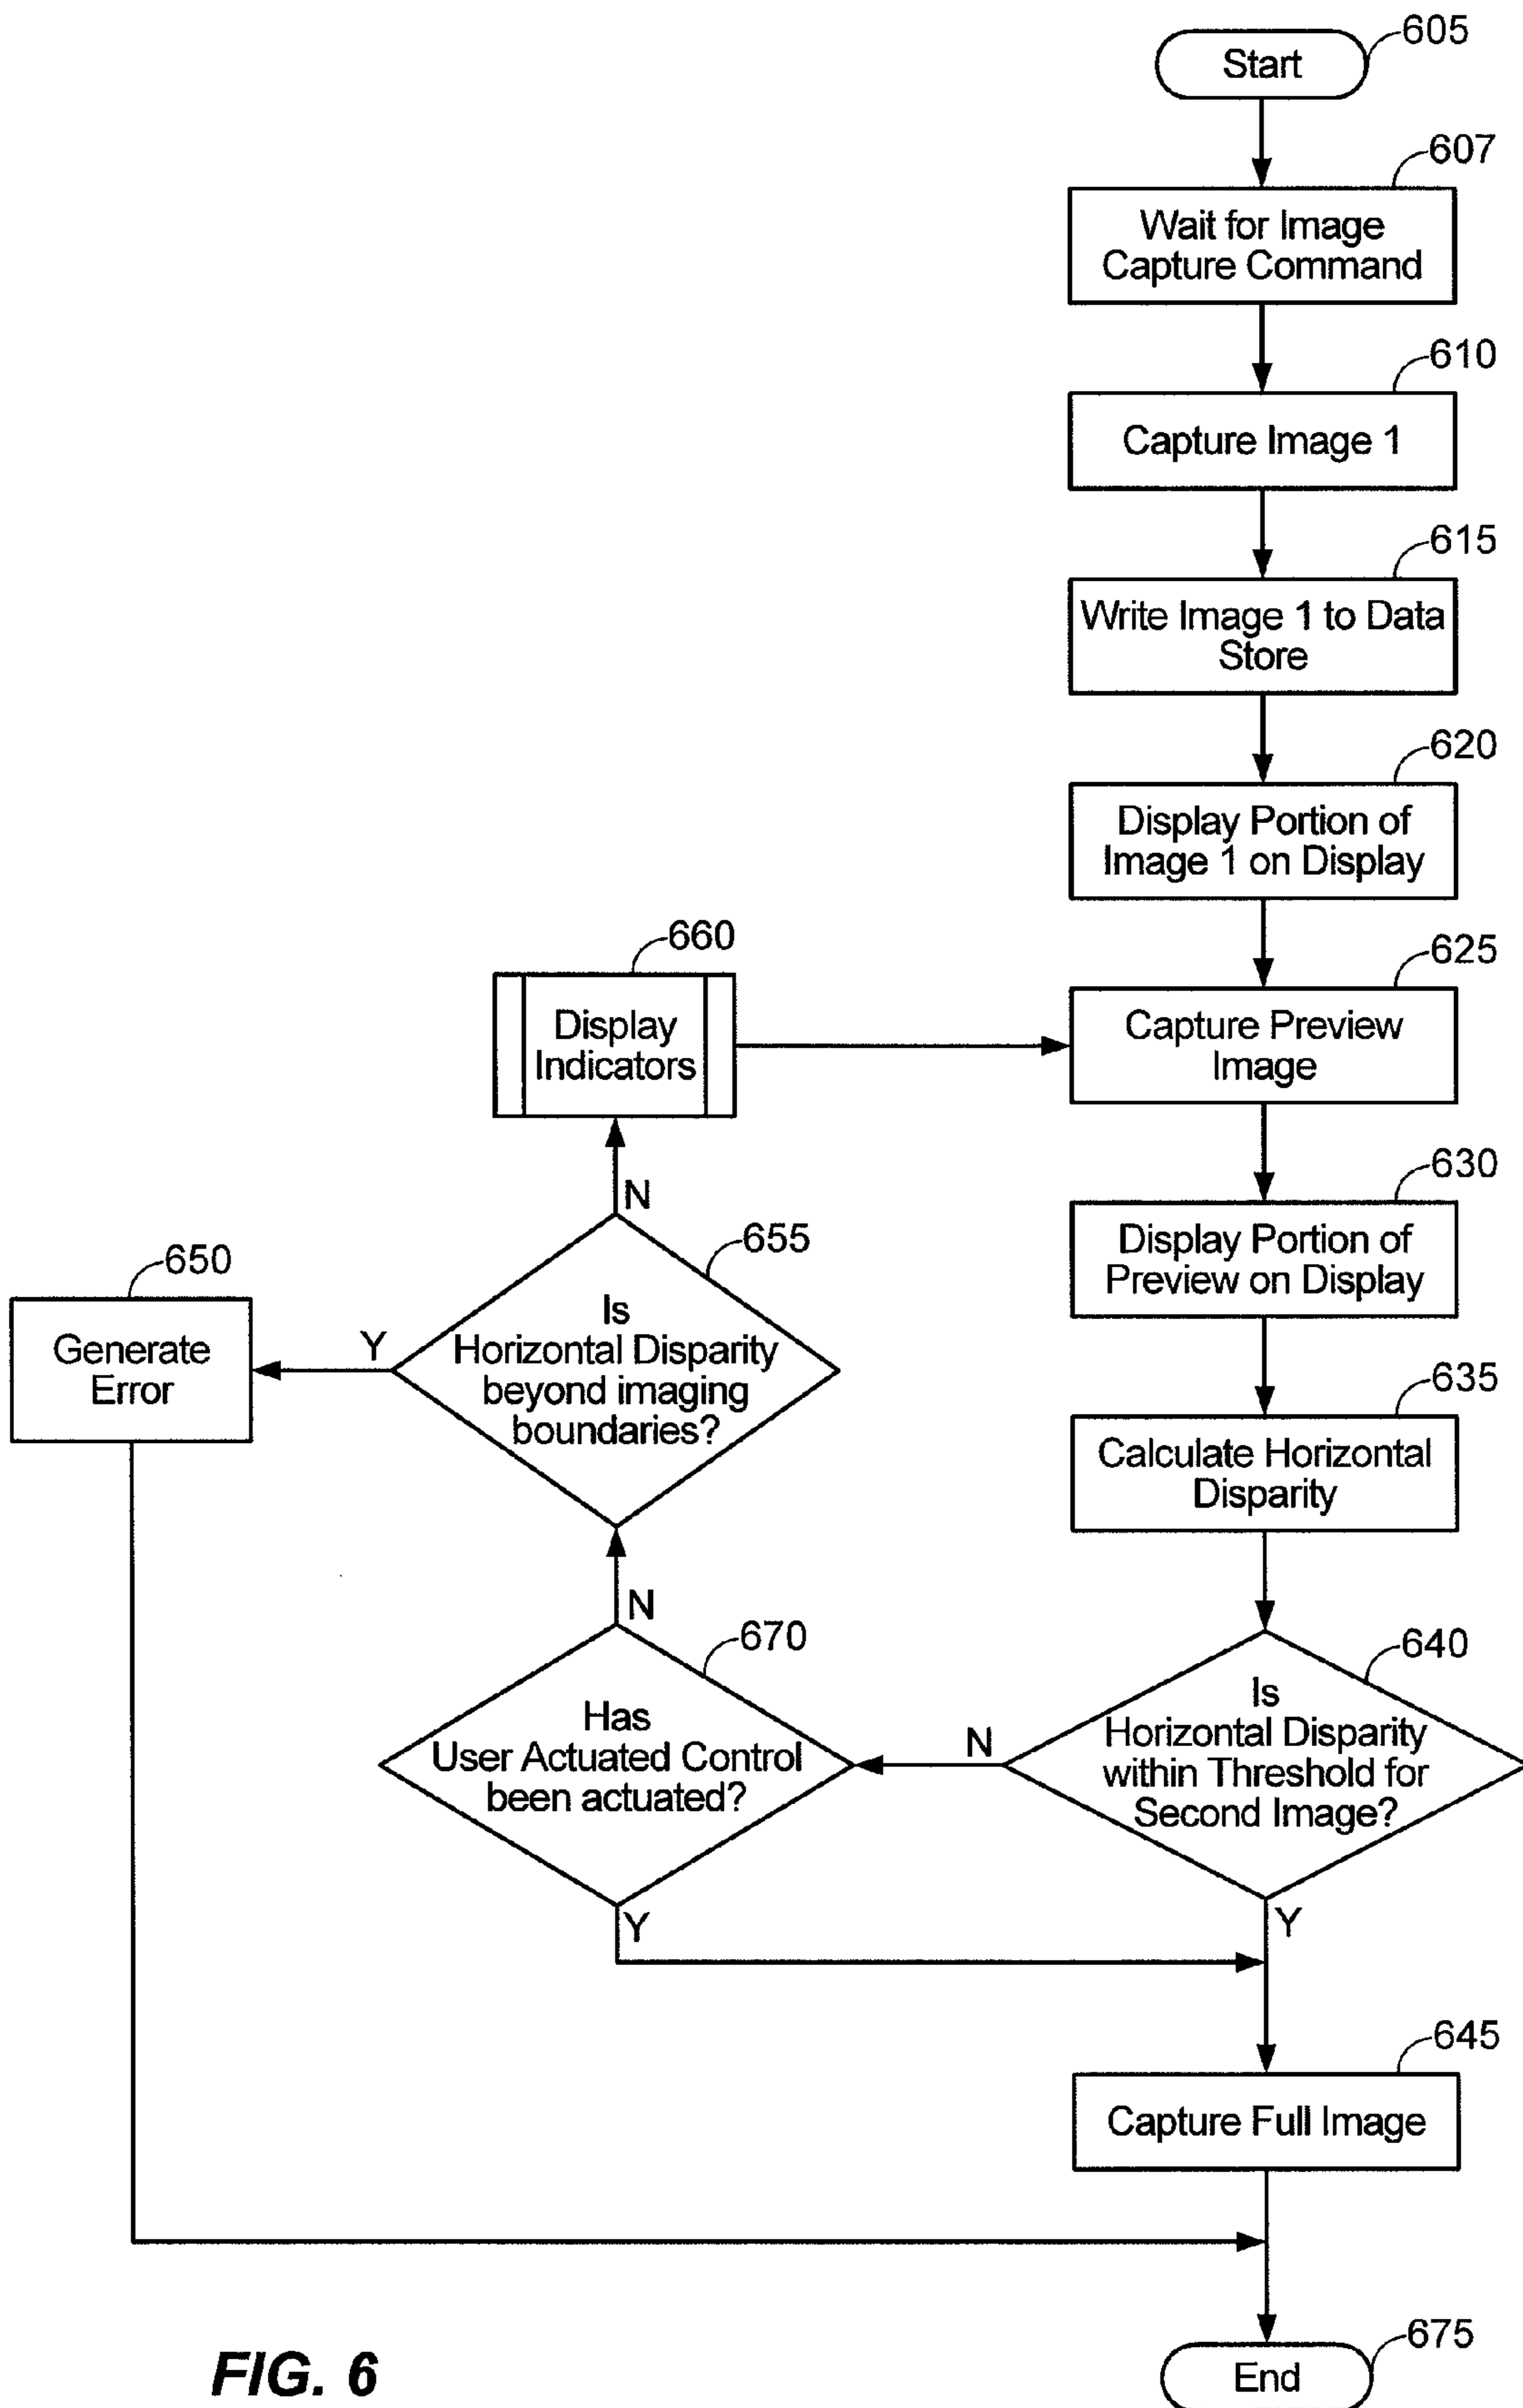 605
Start
607
Wait for Image
Capture Command
610
Capture Image 1
615
Write Image 1 to Data
Store
620
Display Portion of
Image 1 on Display
660
Display
Indicators
625
Capture Preview
Image
630
Display Portion of
Preview on Display
N
655
Is
Horizontal Disparity
beyond imaging
boundaries?
Y
650
Generate
Error
635
Calculate Horizontal
Disparity
N
670
Has
User Actuated Control
been actuated?
N
640
Is
Horizontal Disparity
within Threshold for
Second Image?
Y
Y
645
Capture Full Image
675
End
FIG. 6